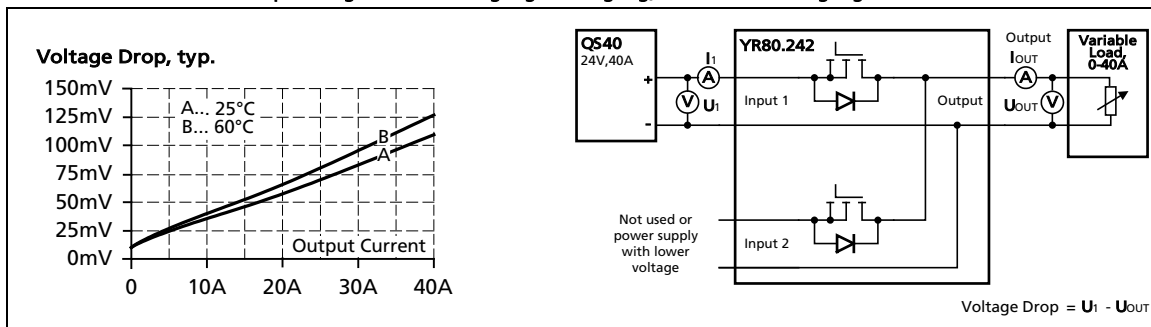 Voltage Drop, typ.
150mV
125mV
100mV
75mV
50mV
25mV
0mV
A... 25°C
B... 60°C
B
A
Output Current
0
10A
20A
30A
40A
QS40
24V,40A
+
-
I1
A
V
U1
YR80.242
Input 1
Output
Input 2
Not used or
power supply
with lower
voltage
Output
IOUT
A
UOUT
V
Variable
Load,
0-40A
Voltage Drop = U1 - UOUT